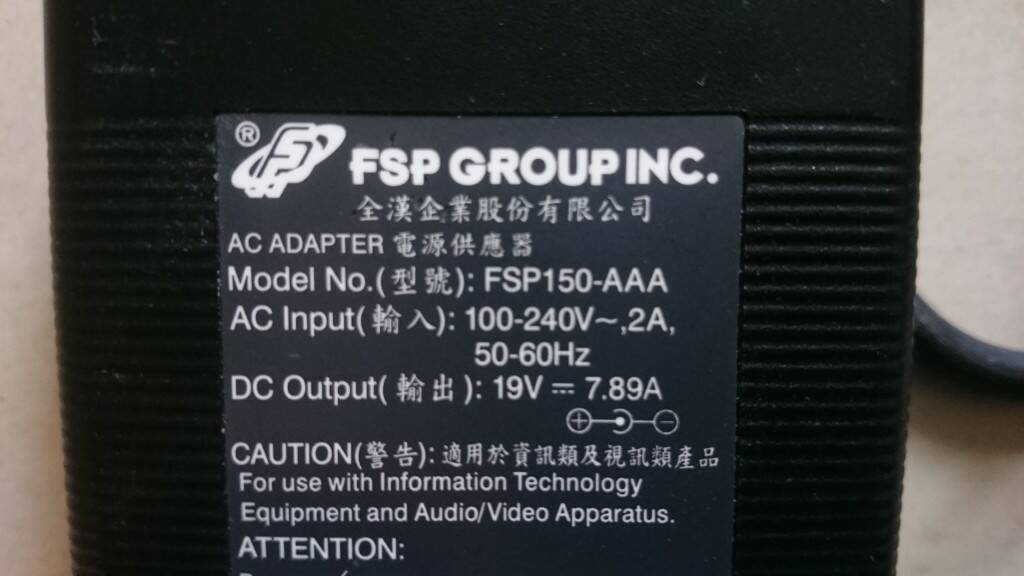 ®
FSP GROUP INC.
全漢企業股份有限公司
AC ADAPTER 電源供應器
Model No.(型號): FSP150-AAA
AC Input(輸入): 100-240V~,2A,
50-60Hz
DC Output(輸出): 19V ⎓ 7.89A
CAUTION(警告): 適用於資訊類及視訊類產品
For use with Information Technology
Equipment and Audio/Video Apparatus.
ATTENTION: